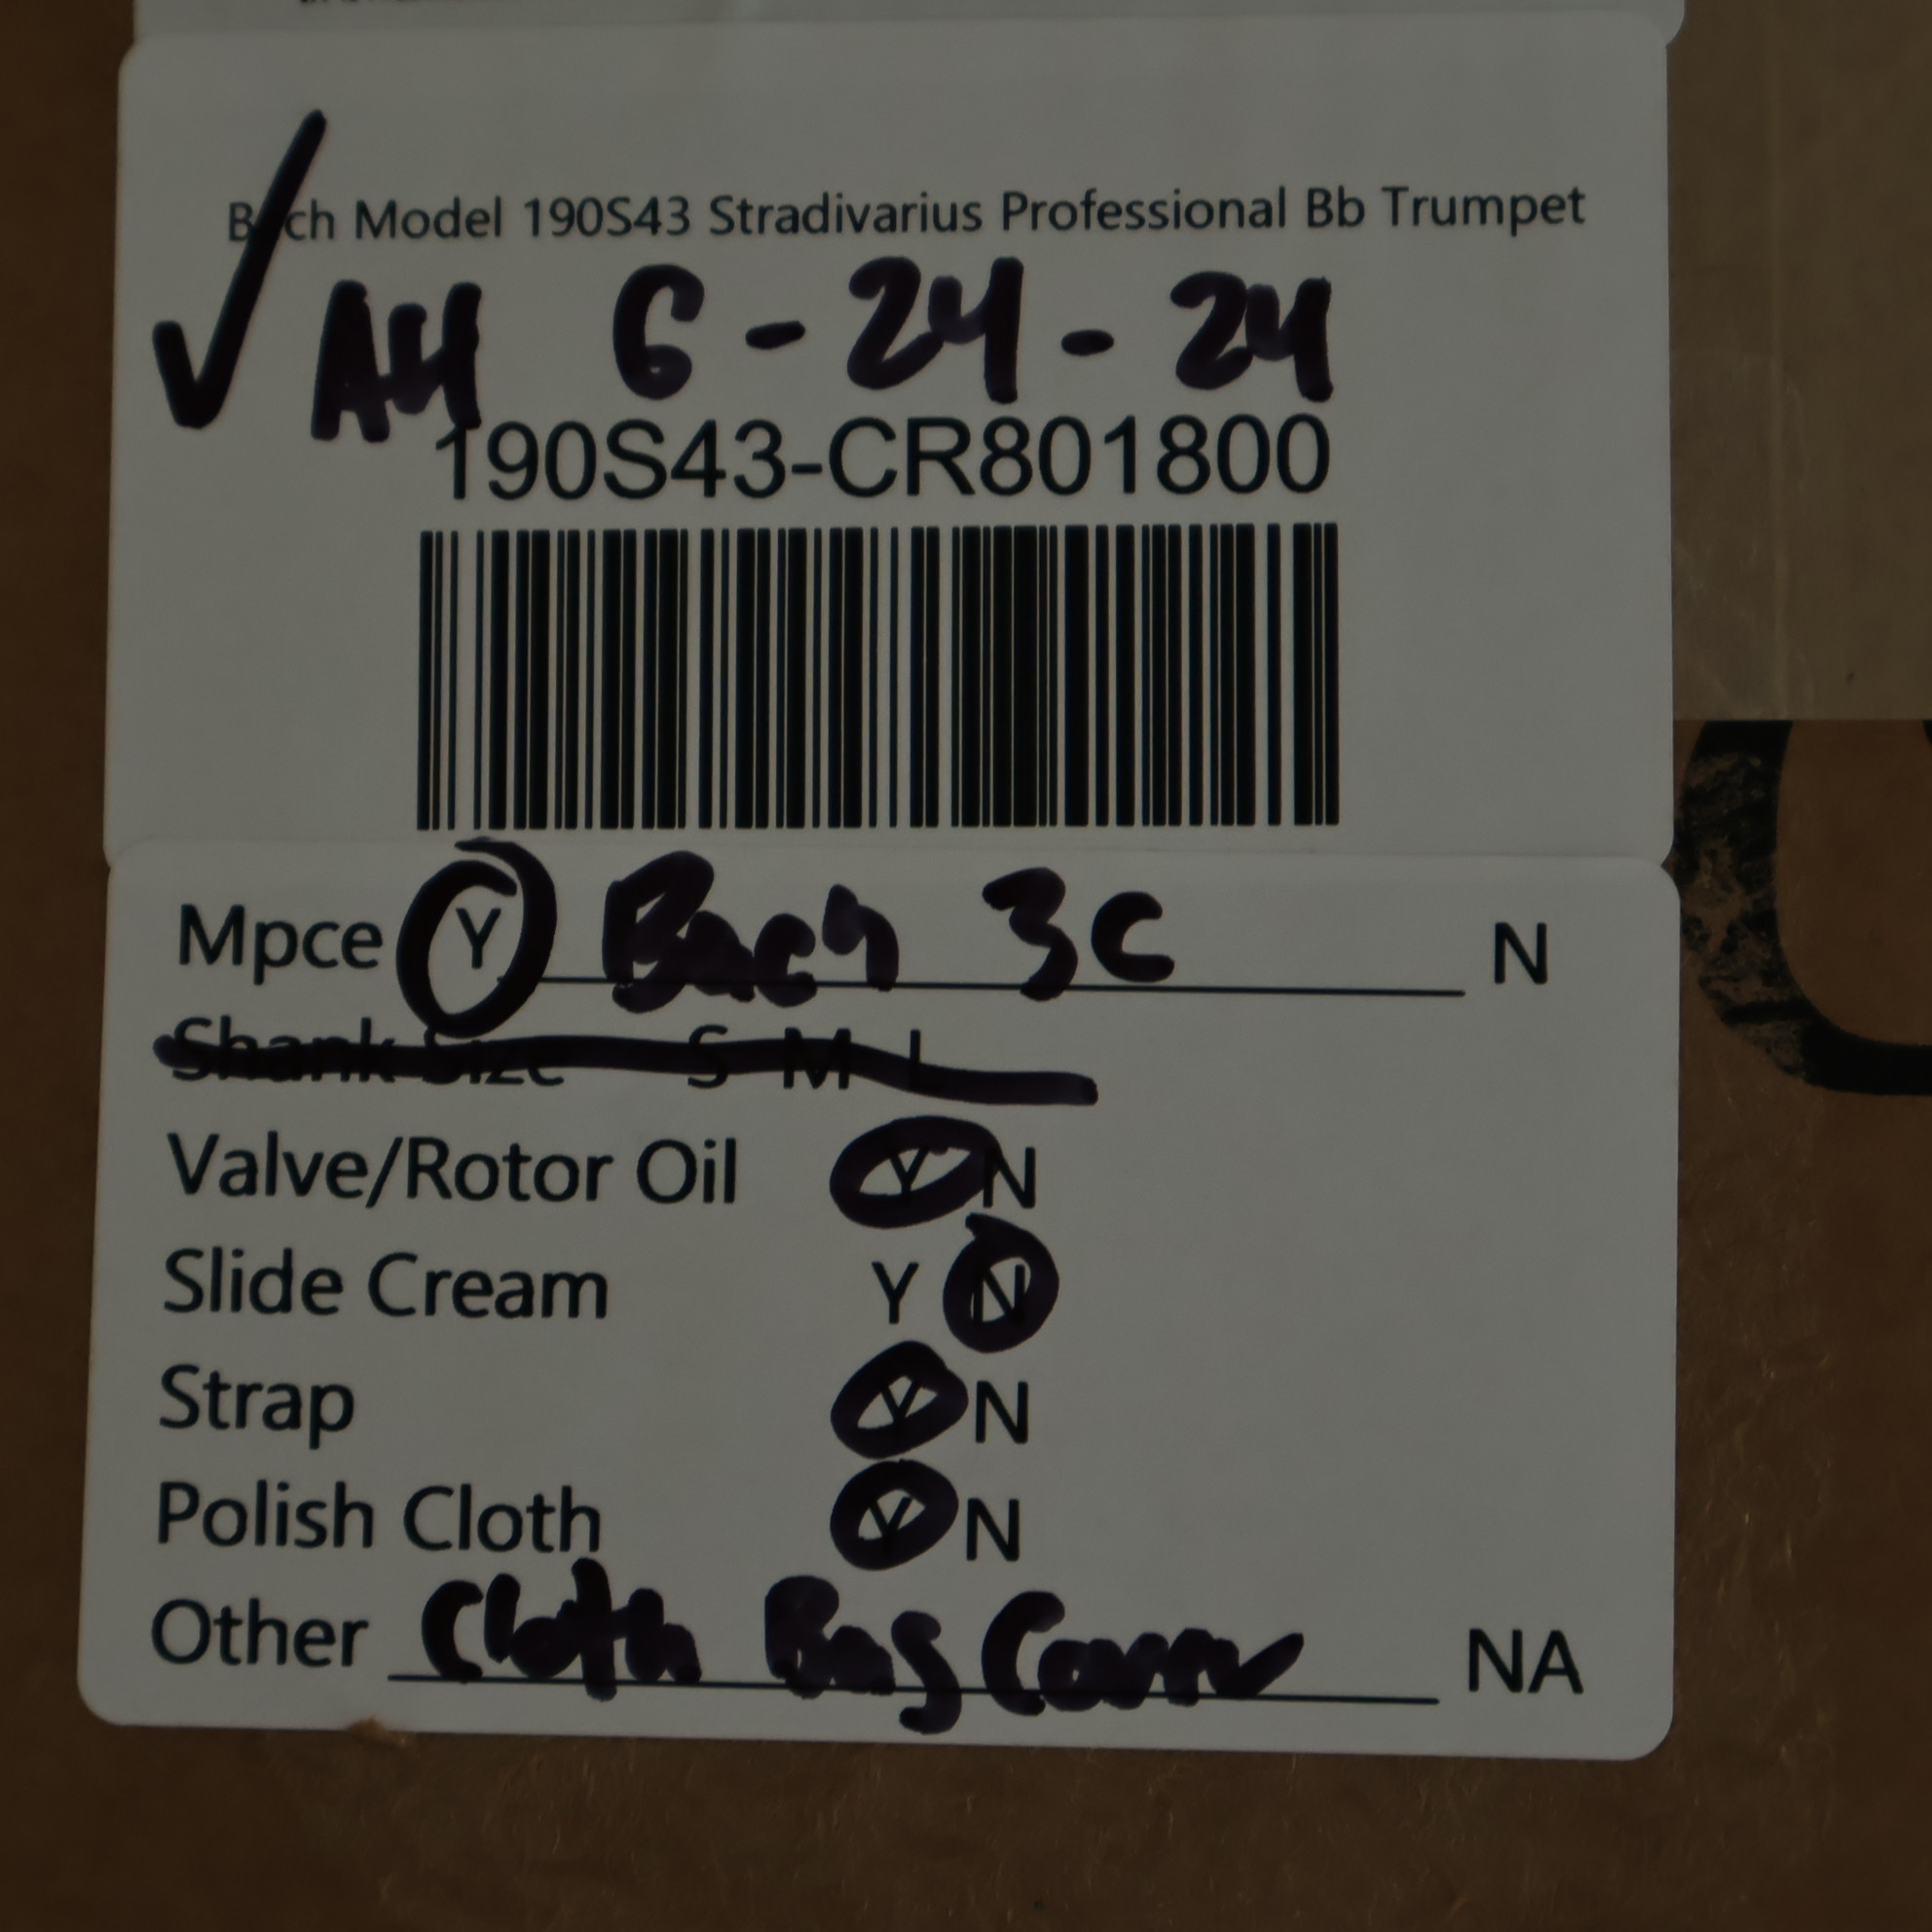 Bach Model 190S43 Stradivarius Professional Bb Trumpet
AH 6-24-24
190S43-CR801800
Mpce Y Bach 3C N
Shank Size S M L
Valve/Rotor Oil Y N
Slide Cream Y N
Strap Y N
Polish Cloth Y N
Other Cloth Bag Cover NA